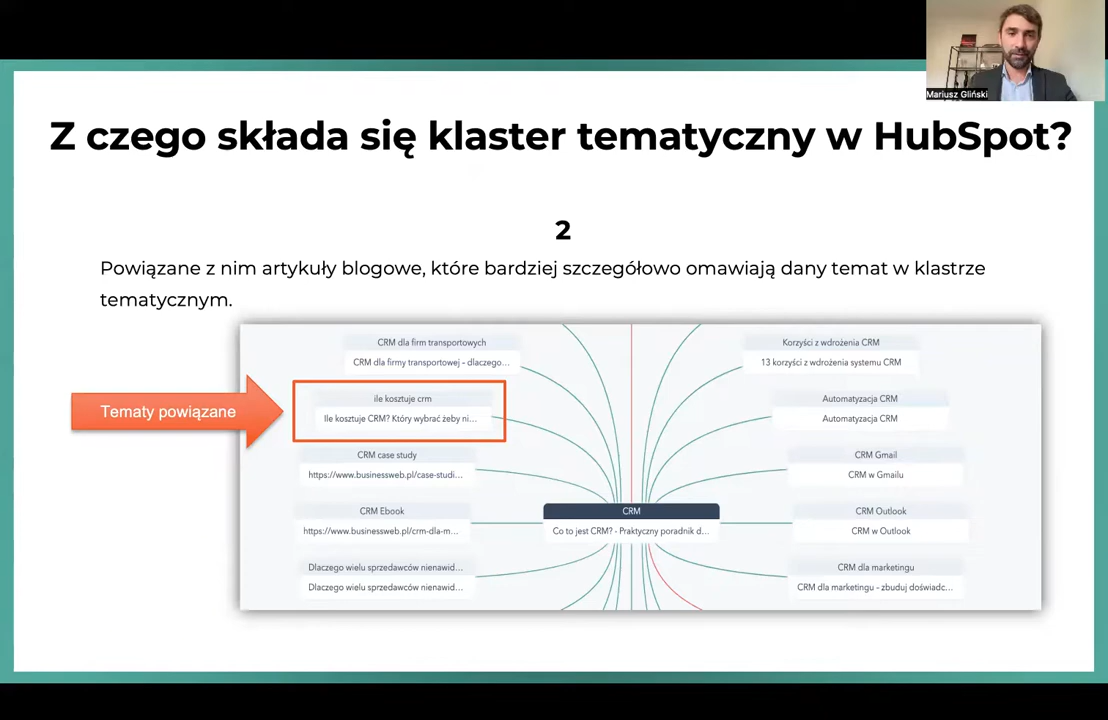 Mariusz Gliński
Z czego składa się klaster tematyczny w HubSpot?
2
Powiązane z nim artykuły blogowe, które bardziej szczegółowo omawiają dany temat w klastrze
tematycznym.
Tematy powiązane
CRM dla firm transportowych
CRM dla firmy transportowej - dlaczego...
ile kosztuje crm
Ile kosztuje CRM? Który wybrać żeby ni...
CRM case study
https://www.businessweb.pl/case-studi...
CRM Ebook
https://www.businessweb.pl/crm-dla-m...
Dlaczego wielu sprzedawców nienawid...
Dlaczego wielu sprzedawców nienawid...
CRM
Co to jest CRM? - Praktyczny poradnik d...
Korzyści z wdrożenia CRM
13 korzyści z wdrożenia systemu CRM
Automatyzacja CRM
Automatyzacja CRM
CRM Gmail
CRM w Gmailu
CRM Outlook
CRM w Outlook
CRM dla marketingu
CRM dla marketingu - zbuduj doświadc...